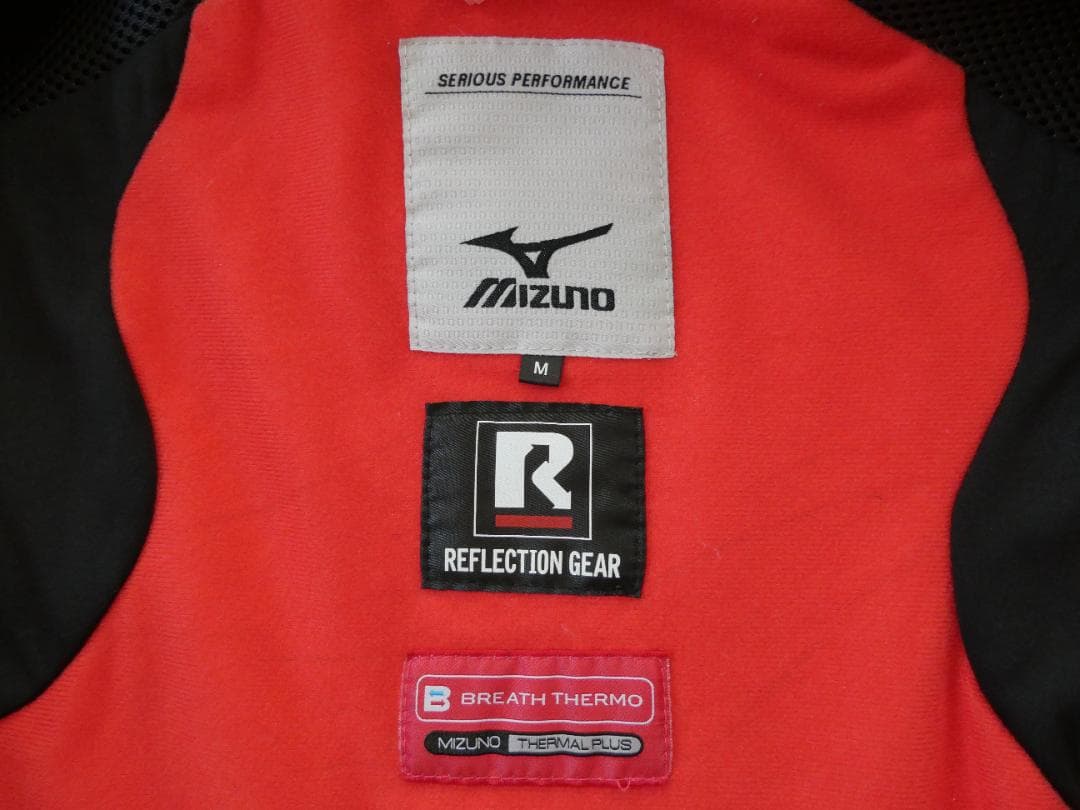 SERIOUS PERFORMANCE
MIZUNO
M
R
REFLECTION GEAR
B BREATH THERMO
MIZUNO THERMAL PLUS